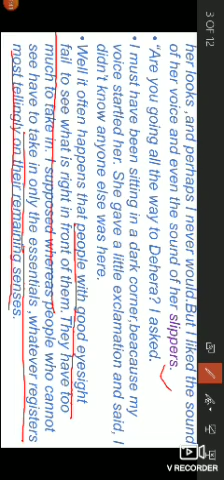 3 OF 12
her looks ,and perhaps I never would.But I liked the sound
of her voice and even the sound of her slippers.
• "Are you going all the way to Dehera? I asked.
• I must have been sitting in a dark corner,beacause my
voice startled her. She gave a little exclamation and said, I
didn't know anyone else was here.
• Well it often happens that people with good eyesight
fail to see what is right in front of them. They have too
much to take in. I supposed whereas people who cannot
see have to take in only the essentials ,whatever registers
most tellingly on their remaining senses.
V RECORDER